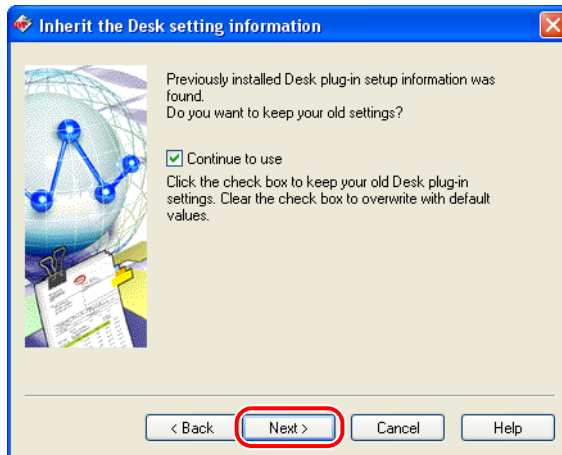 Inherit the Desk setting information
Previously installed Desk plug-in setup information was
found.
Do you want to keep your old settings?
Continue to use
Click the check box to keep your old Desk plug-in
settings. Clear the check box to overwrite with default
values.
< Back
Next >
Cancel
Help